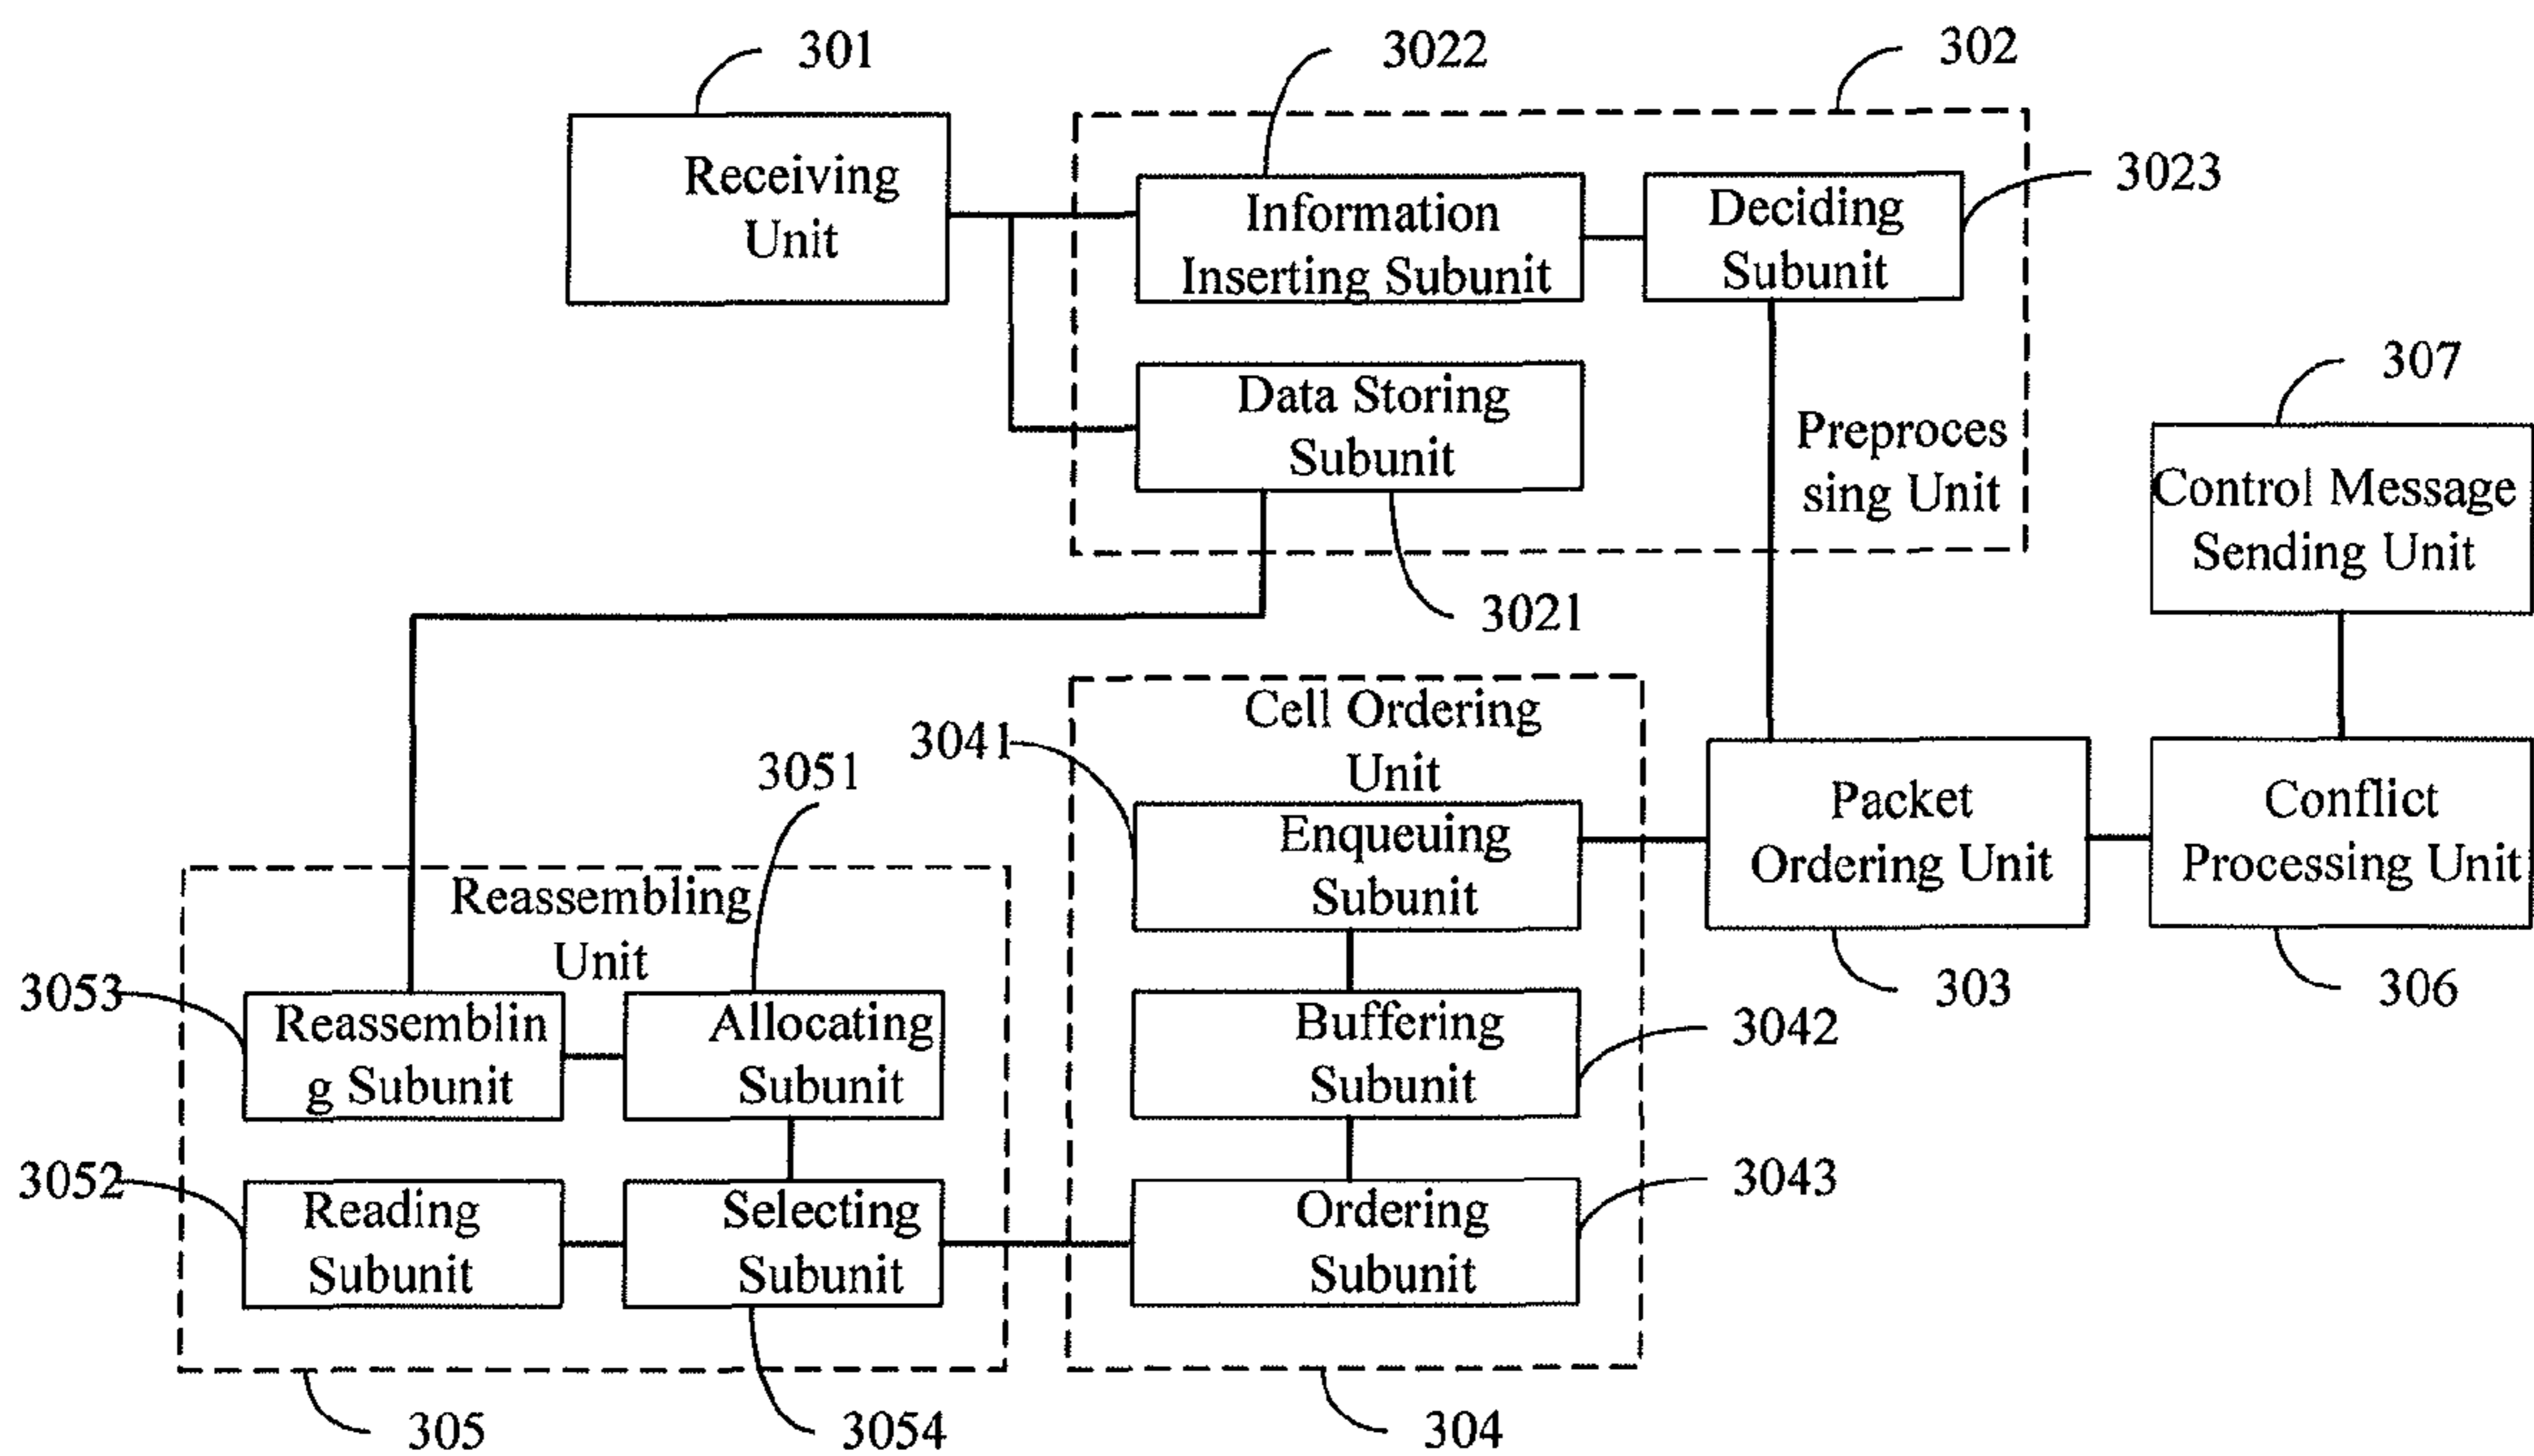 301
3022
302
Receiving
Unit
Information
Inserting Subunit
Deciding
Subunit
3023
Data Storing
Subunit
Preproces
sing Unit
307
Control Message
Sending Unit
3021
Cell Ordering
Unit
3041
3051
Enqueuing
Subunit
Packet
Ordering Unit
Conflict
Processing Unit
Reassembling
Unit
3053
Reassemblin
g Subunit
Allocating
Subunit
Buffering
Subunit
3042
303
306
3052
Reading
Subunit
Selecting
Subunit
Ordering
Subunit
3043
305
3054
304